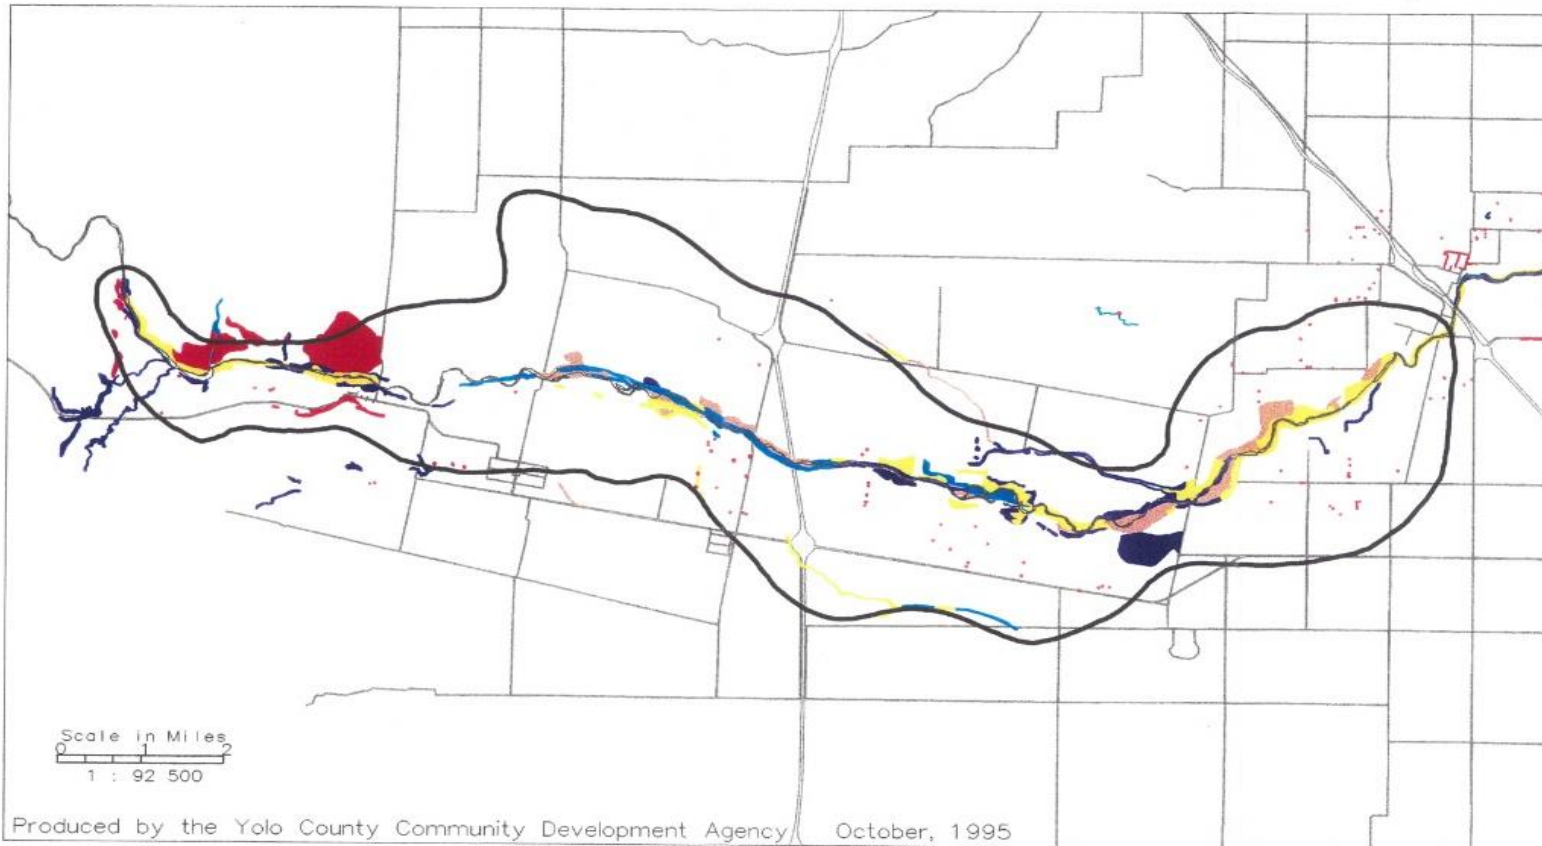 Scale in Miles
0 1 2
1 : 92 500
Produced by the Yolo County Community Development Agency October, 1995